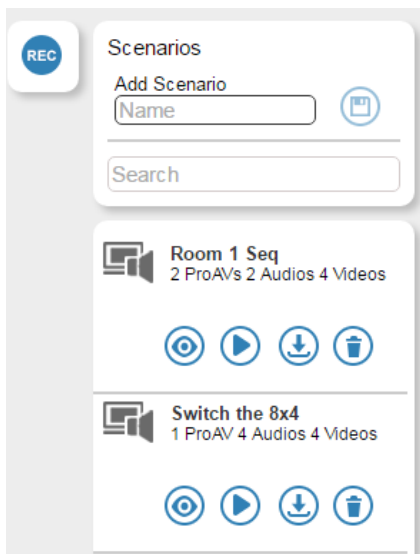 REC
Scenarios
Add Scenario
Name
Search
Room 1 Seq
2 ProAVs 2 Audios 4 Videos
Switch the 8x4
1 ProAV 4 Audios 4 Videos